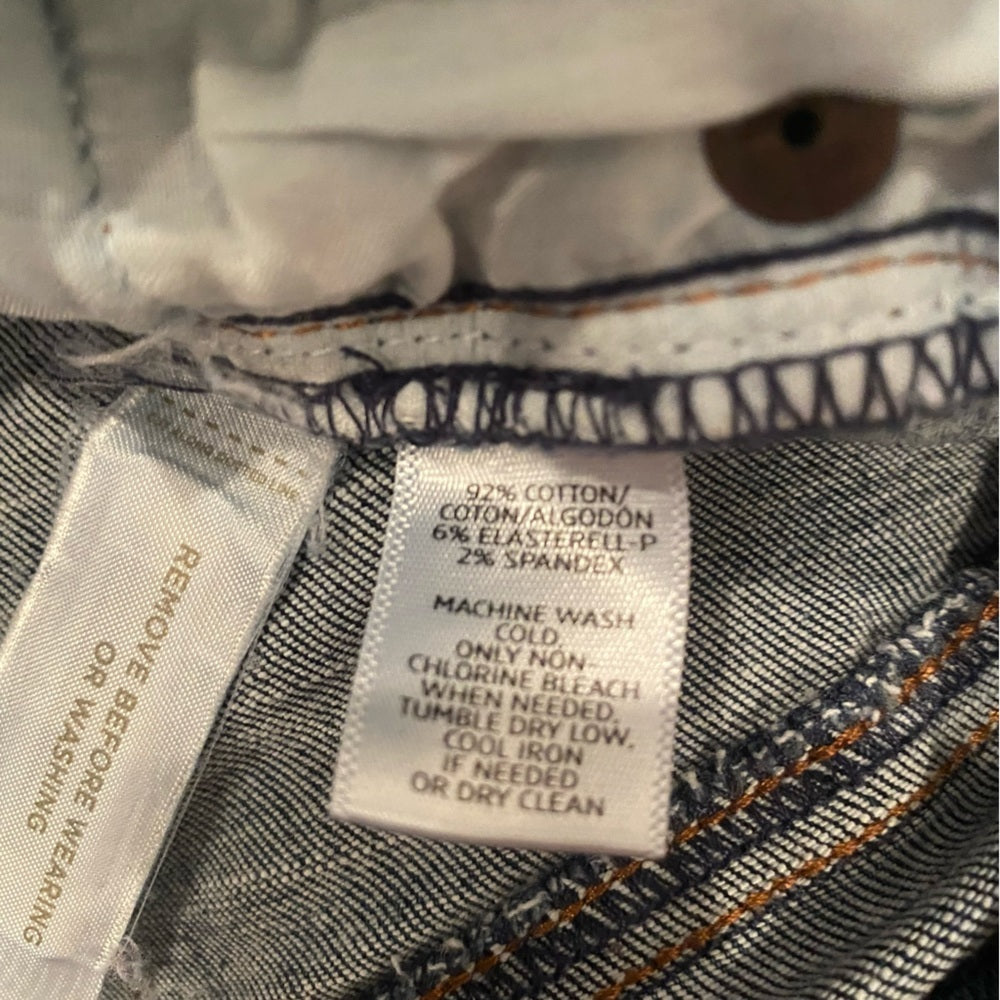 REMOVE BEFORE WEARING
OR WASHING
92% COTTON/
COTON/ALGODÓN
6% ELASTERELL-P
2% SPANDEX
MACHINE WASH
COLD
ONLY NON-
CHLORINE BLEACH
WHEN NEEDED,
TUMBLE DRY LOW,
COOL IRON
IF NEEDED
OR DRY CLEAN